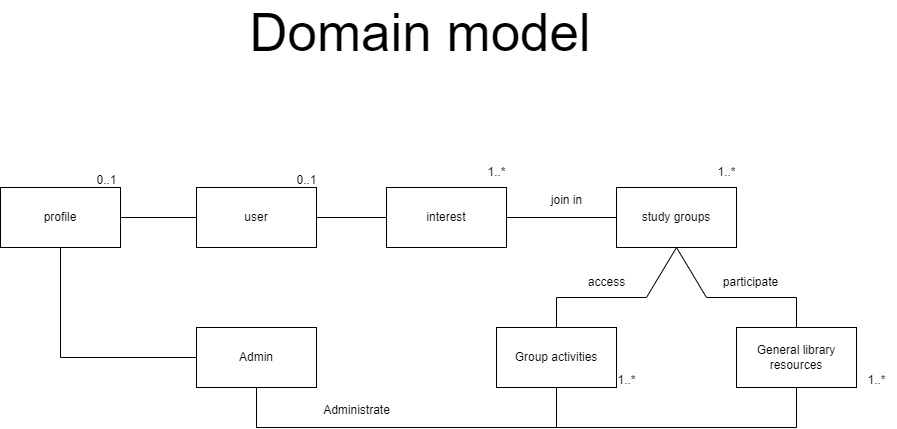 Domain model
0..1
0..1
1..*
1..*
profile
user
interest
join in
study groups
access
participate
Admin
Group activities
General library
resources
1..*
1..*
Administrate